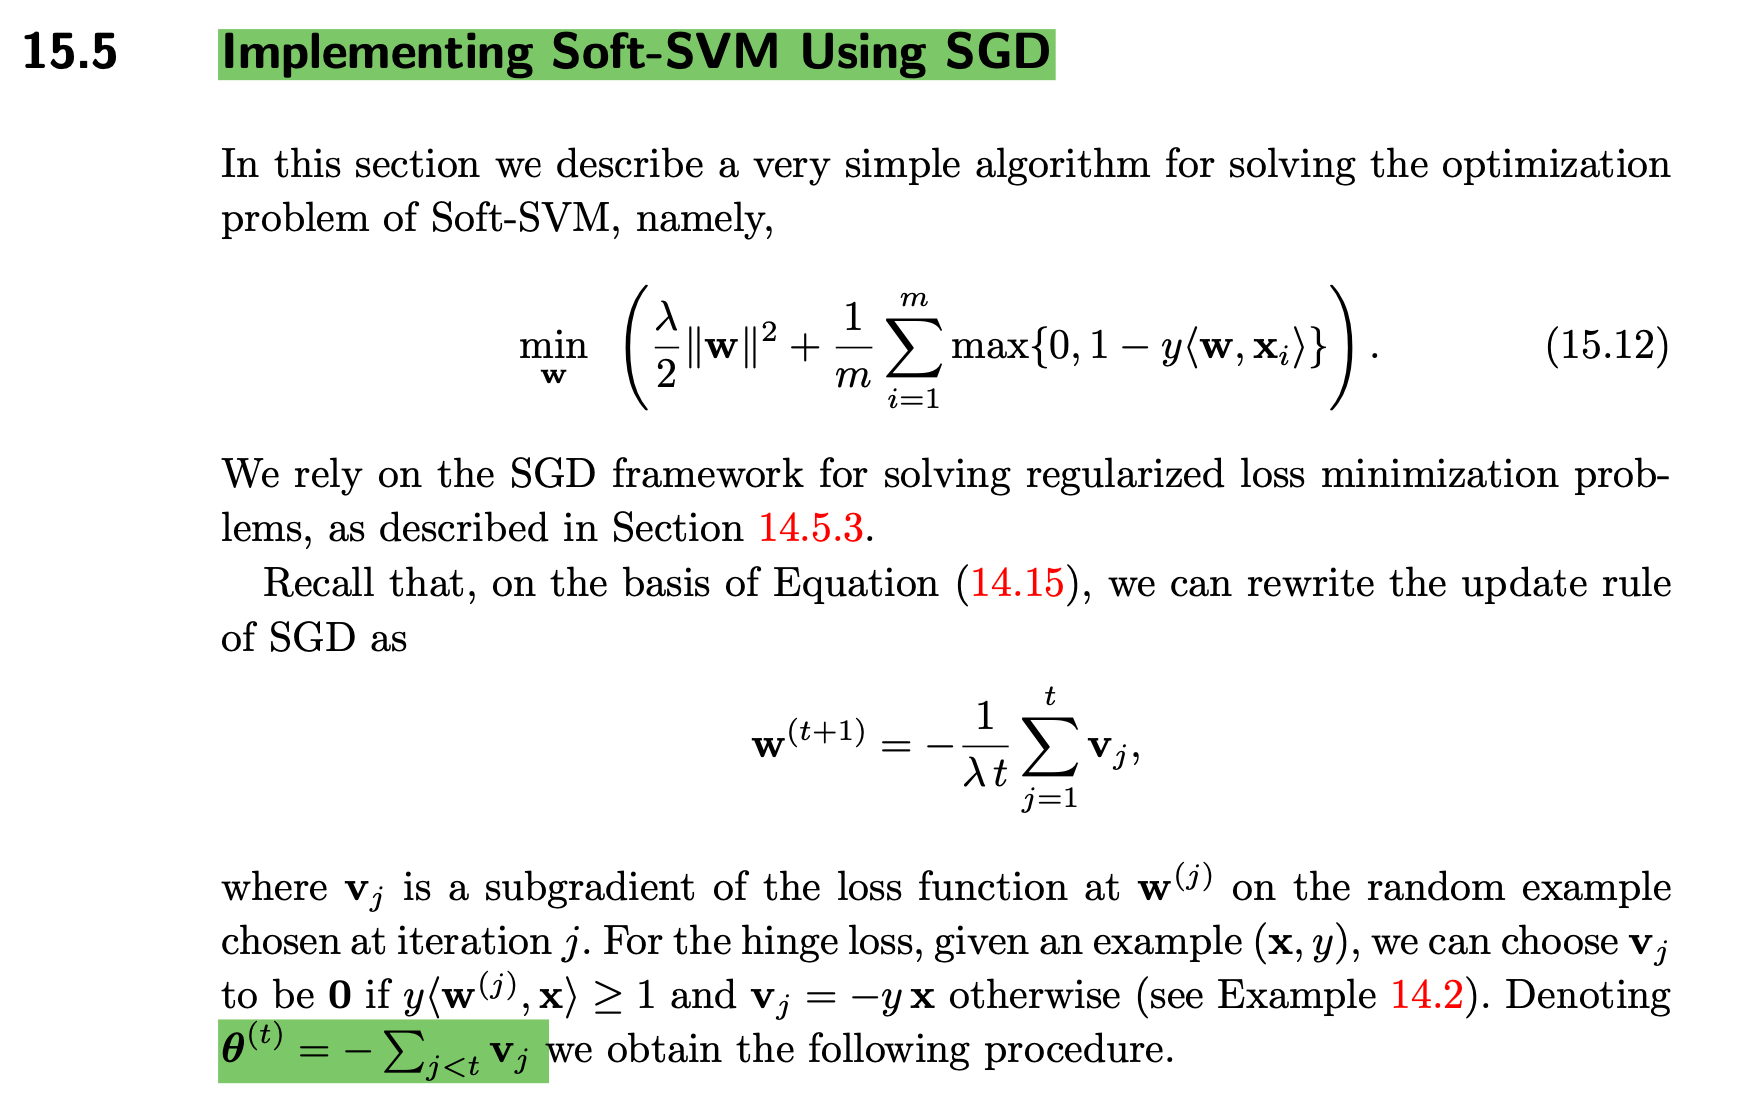 15.5 Implementing Soft-SVM Using SGD
In this section we describe a very simple algorithm for solving the optimization
problem of Soft-SVM, namely,
$$\min_{\mathbf{w}} \left( \frac{\lambda}{2} \|\mathbf{w}\|^2 + \frac{1}{m} \sum_{i=1}^{m} \max\{0, 1 - y\langle \mathbf{w}, \mathbf{x}_i \rangle\} \right). \quad (15.12)$$
We rely on the SGD framework for solving regularized loss minimization prob-
lems, as described in Section 14.5.3.
Recall that, on the basis of Equation (14.15), we can rewrite the update rule
of SGD as
$$\mathbf{w}^{(t+1)} = -\frac{1}{\lambda t} \sum_{j=1}^{t} \mathbf{v}_j,$$
where $\mathbf{v}_j$ is a subgradient of the loss function at $\mathbf{w}^{(j)}$ on the random example
chosen at iteration $j$. For the hinge loss, given an example $(\mathbf{x}, y)$, we can choose $\mathbf{v}_j$
to be $\mathbf{0}$ if $y\langle \mathbf{w}^{(j)}, \mathbf{x} \rangle \geq 1$ and $\mathbf{v}_j = -y\,\mathbf{x}$ otherwise (see Example 14.2). Denoting
$\boldsymbol{\theta}^{(t)} = -\sum_{j<t} \mathbf{v}_j$ we obtain the following procedure.